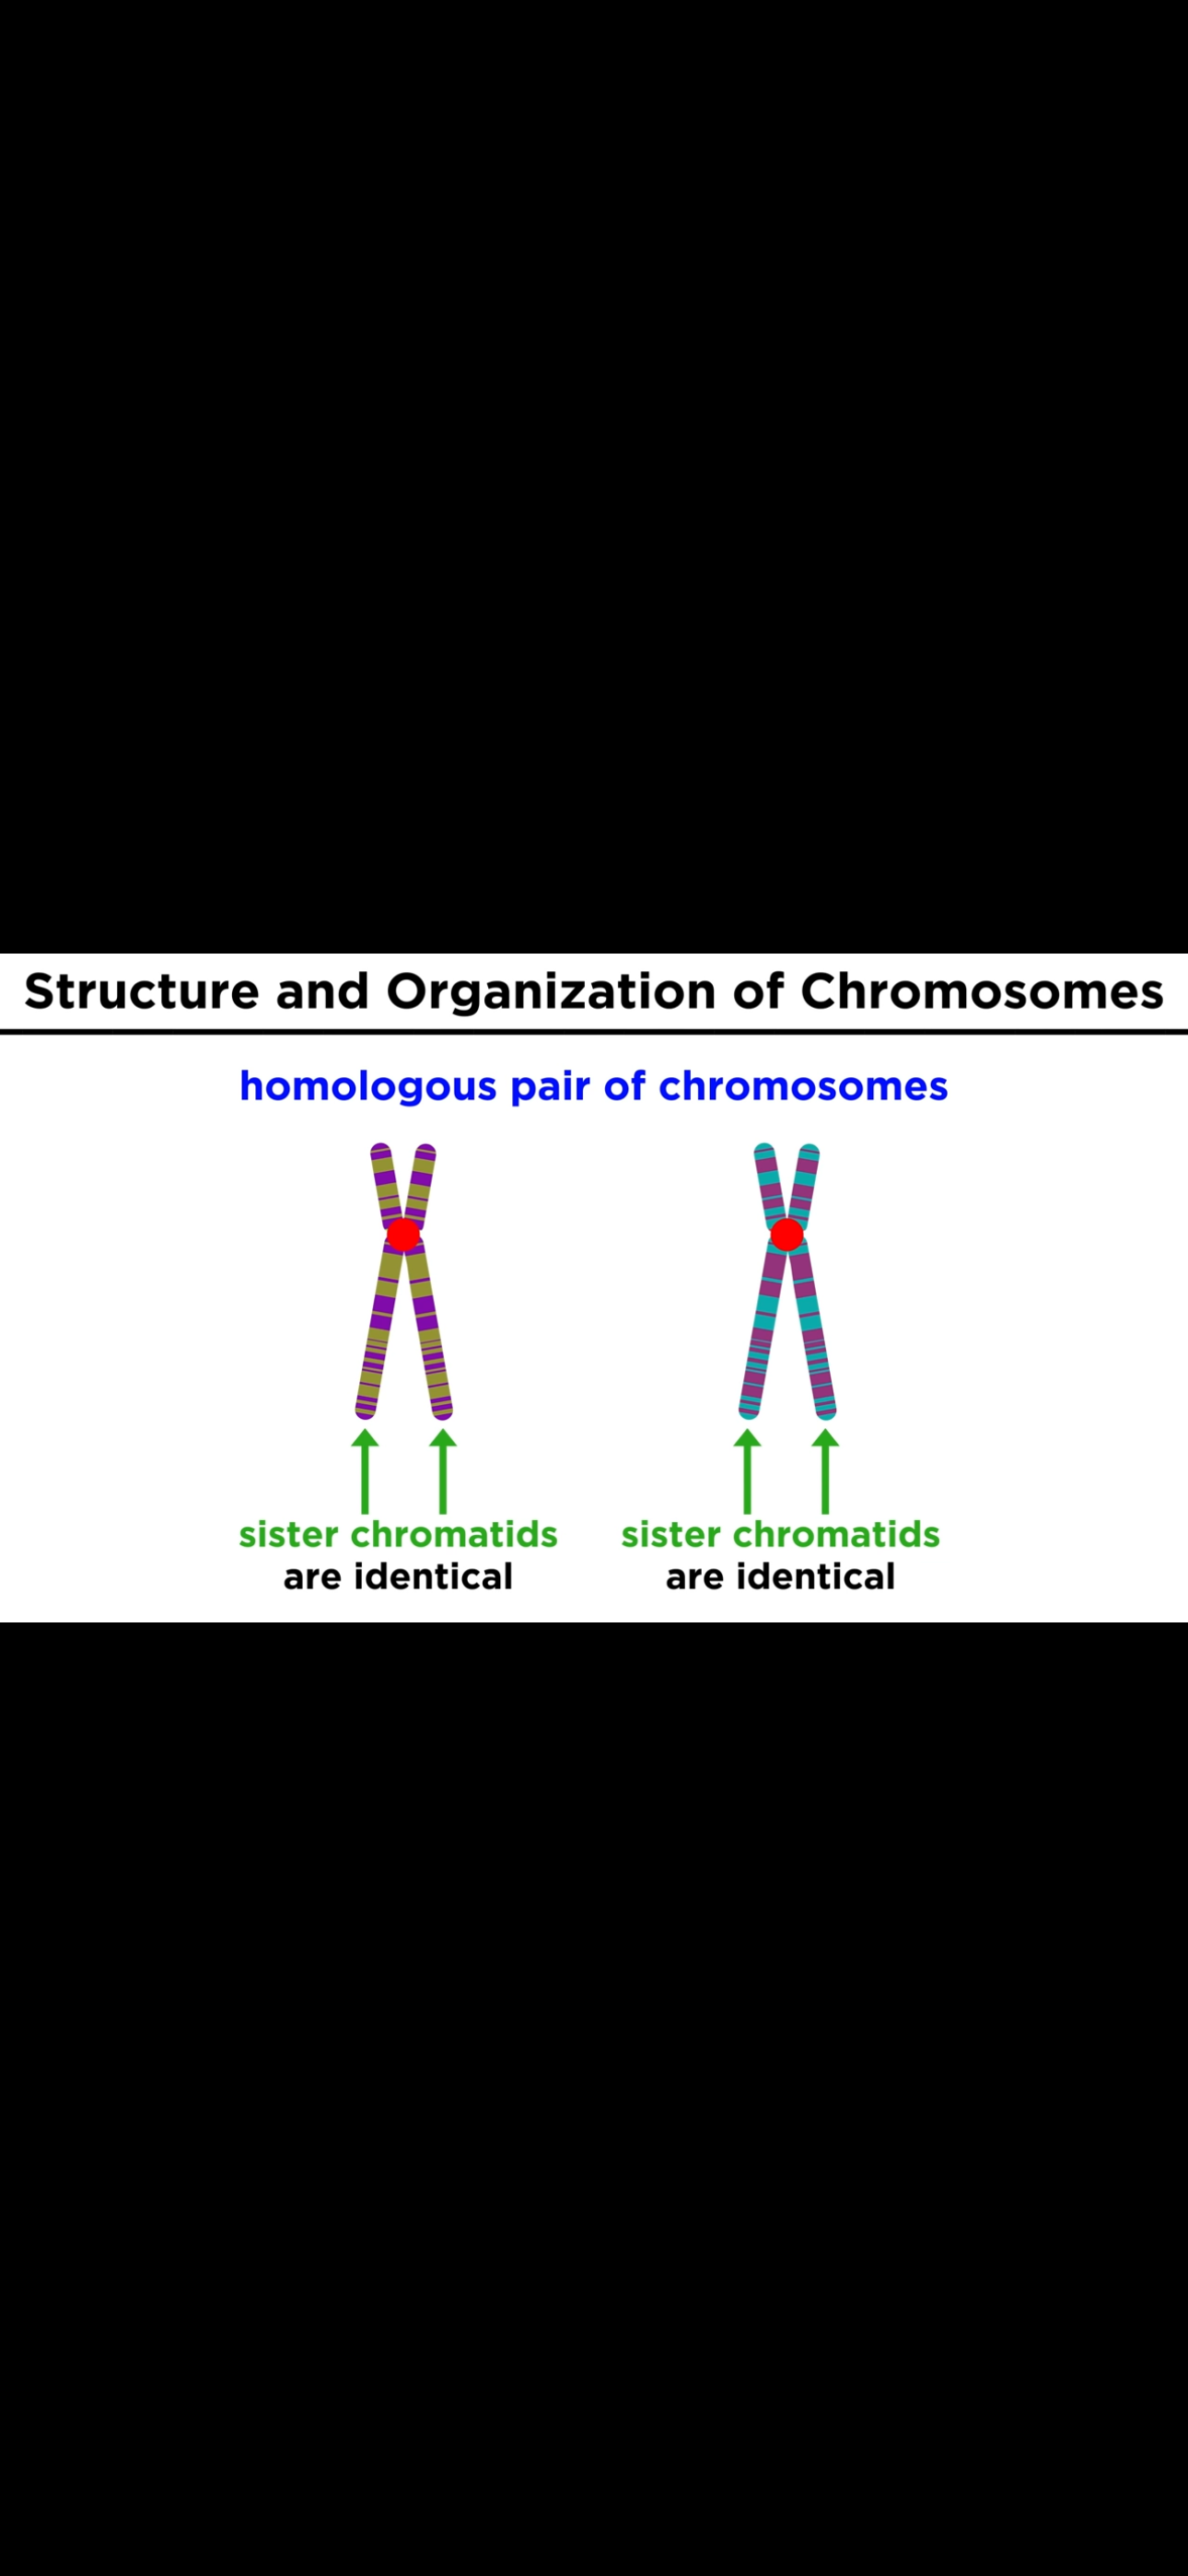 Structure and Organization of Chromosomes
homologous pair of chromosomes
sister chromatids
are identical
sister chromatids
are identical